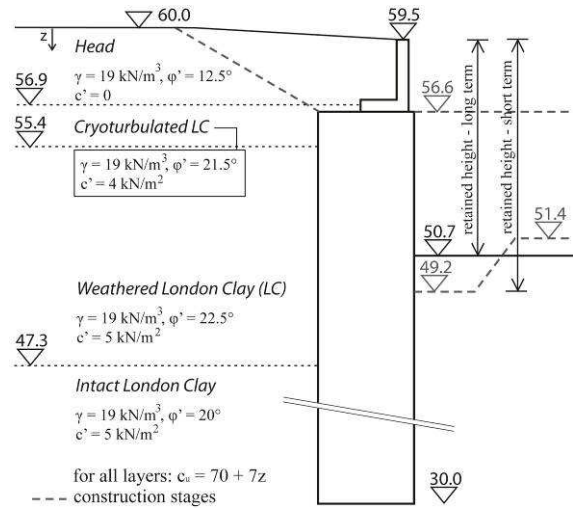 60.0
59.5
z
Head
γ = 19 kN/m³, φ' = 12.5°
c' = 0
56.9
56.6
55.4
Cryoturbulated LC
γ = 19 kN/m³, φ' = 21.5°
c' = 4 kN/m²
retained height - long term
retained height - short term
51.4
50.7
49.2
Weathered London Clay (LC)
γ = 19 kN/m³, φ' = 22.5°
c' = 5 kN/m²
47.3
Intact London Clay
γ = 19 kN/m³, φ' = 20°
c' = 5 kN/m²
for all layers: cᵤ = 70 + 7z
construction stages
30.0